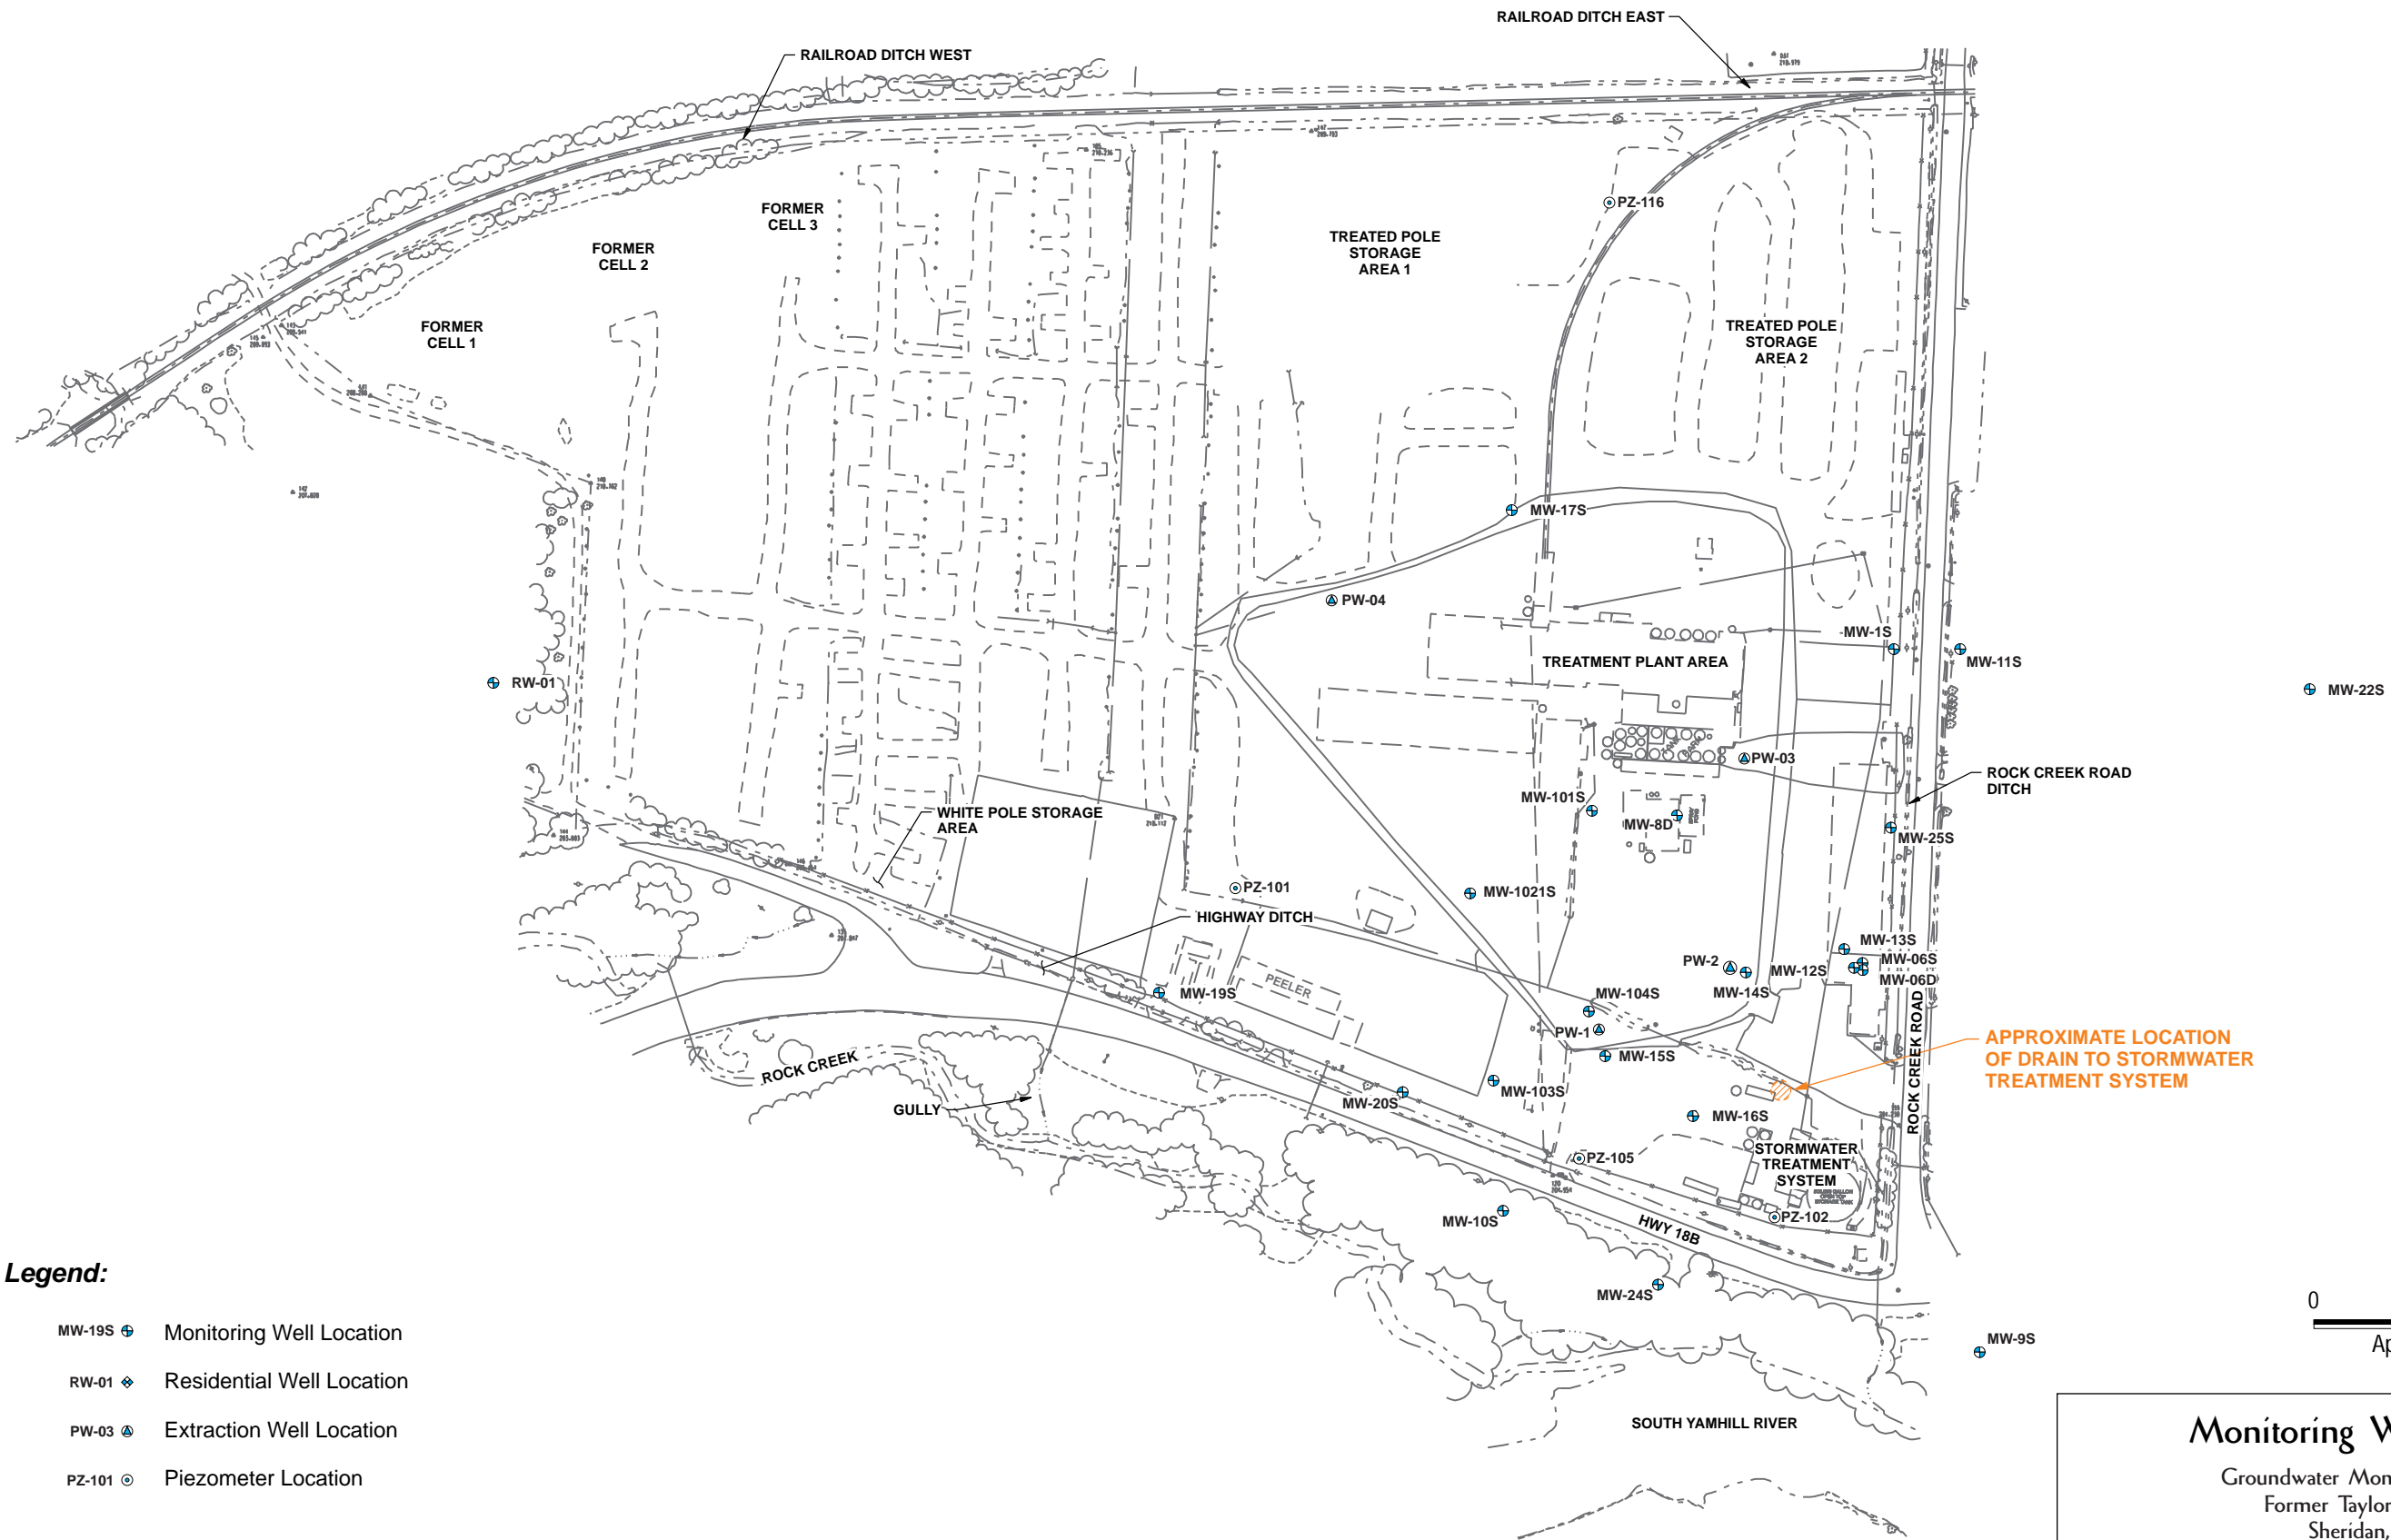 RAILROAD DITCH EAST
RAILROAD DITCH WEST
FORMER
CELL 3
FORMER
CELL 2
FORMER
CELL 1
PZ-116
TREATED POLE
STORAGE
AREA 1
TREATED POLE
STORAGE
AREA 2
MW-17S
PW-04
MW-1S
MW-11S
TREATMENT PLANT AREA
RW-01
MW-22S
PW-03
ROCK CREEK ROAD
DITCH
MW-101S
MW-8D
WHITE POLE STORAGE
AREA
MW-25S
PZ-101
MW-1021S
HIGHWAY DITCH
MW-13S
MW-06S
MW-06D
PW-2
MW-12S
MW-14S
MW-19S
PEELER
MW-104S
PW-1
MW-15S
ROCK CREEK ROAD
APPROXIMATE LOCATION
OF DRAIN TO STORMWATER
TREATMENT SYSTEM
ROCK CREEK
GULLY
MW-20S
MW-103S
MW-16S
STORMWATER
TREATMENT
SYSTEM
PZ-105
PZ-102
MW-10S
HWY 18B
MW-24S
MW-9S
SOUTH YAMHILL RIVER
Legend:
MW-19S Monitoring Well Location
RW-01 Residential Well Location
PW-03 Extraction Well Location
PZ-101 Piezometer Location
0
Ap
Monitoring W
Groundwater Mon
Former Taylor
Sheridan,